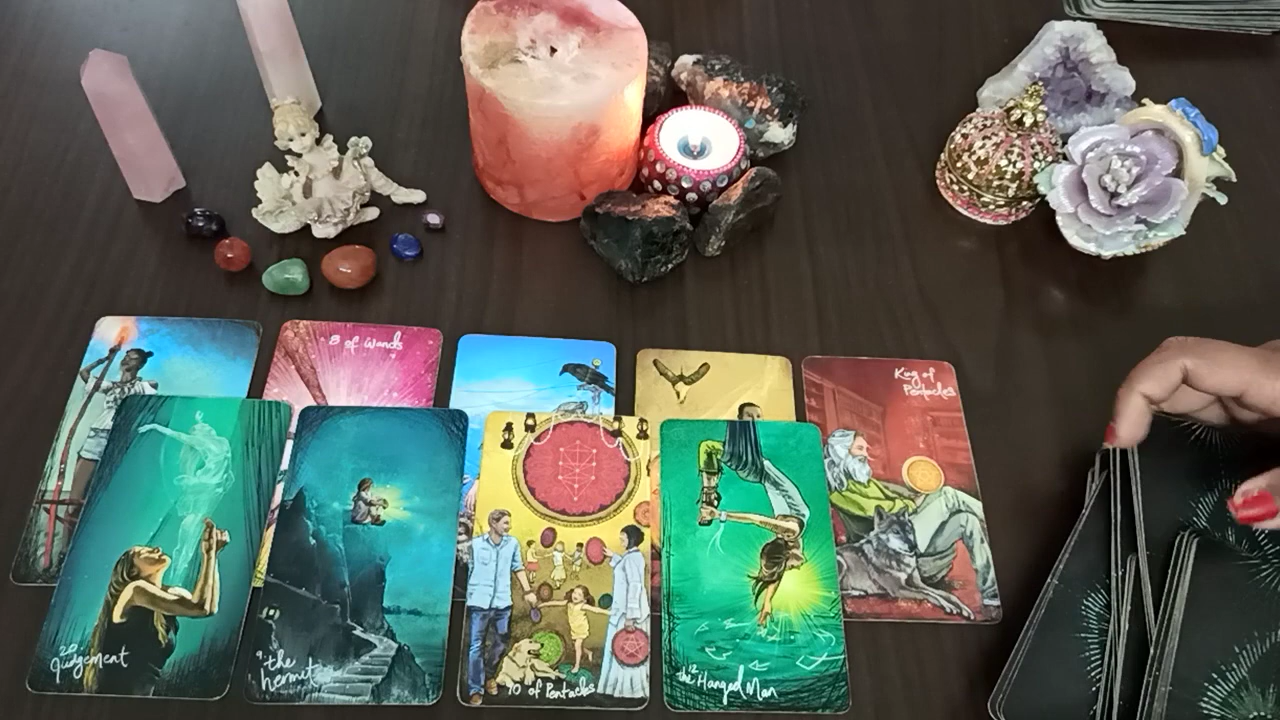 8 of Wands
King of
Pentacles
20
Judgement
9
the
hermit
10 of Pentacles
12
the Hanged Man